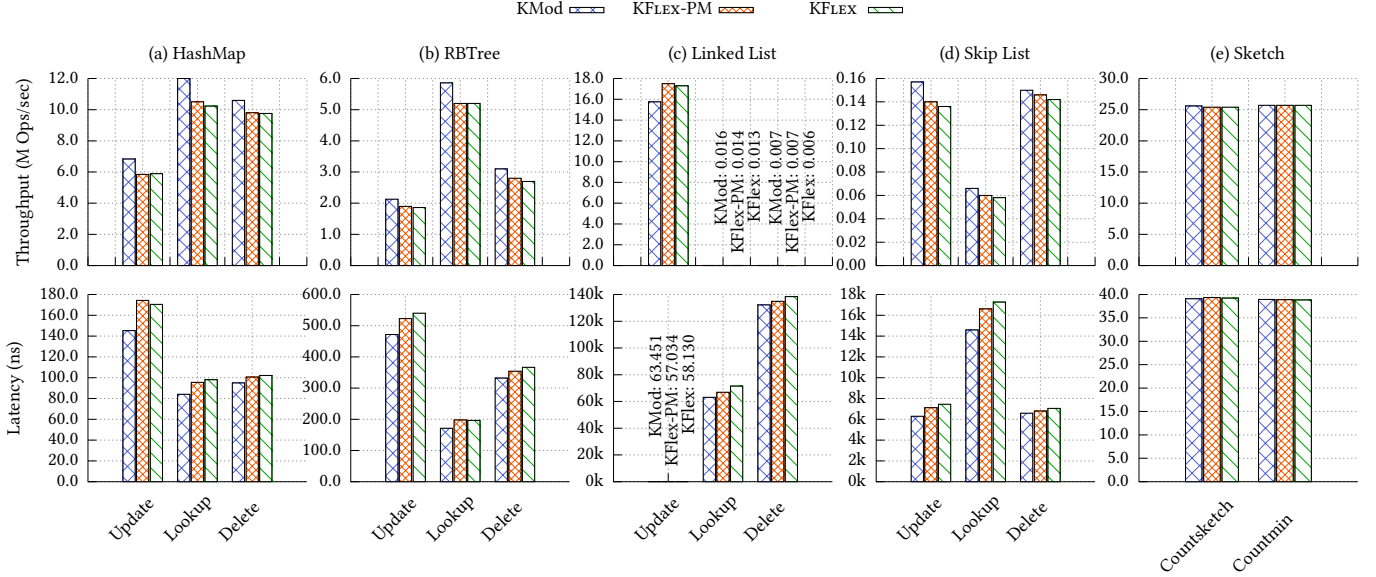 KMod KFLEX-PM KFLEX
(a) HashMap (b) RBTree (c) Linked List (d) Skip List (e) Sketch
Throughput (M Ops/sec)
12.0
10.0
8.0
6.0
4.0
2.0
0.0
6.0
5.0
4.0
3.0
2.0
1.0
0.0
18.0
16.0
14.0
12.0
10.0
8.0
6.0
4.0
2.0
0.0
KMod: 0.016
KFlex-PM: 0.014
KFlex: 0.013
KMod: 0.007
KFlex-PM: 0.007
KFlex: 0.006
0.16
0.14
0.12
0.10
0.08
0.06
0.04
0.02
0.00
30.0
25.0
20.0
15.0
10.0
5.0
0.0
Latency (ns)
180.0
160.0
140.0
120.0
100.0
80.0
60.0
40.0
20.0
0.0
Update
Lookup
Delete
600.0
500.0
400.0
300.0
200.0
100.0
0.0
Update
Lookup
Delete
140k
120k
100k
80k
60k
40k
20k
0k
KMod: 63.451
KFlex-PM: 57.034
KFlex: 58.130
Update
Lookup
Delete
18k
16k
14k
12k
10k
8k
6k
4k
2k
0k
Update
Lookup
Delete
40.0
35.0
30.0
25.0
20.0
15.0
10.0
5.0
0.0
Countsketch
Countmin